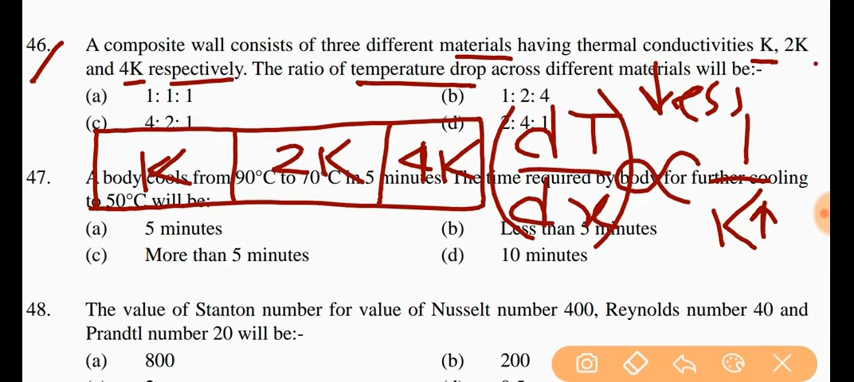 46. A composite wall consists of three different materials having thermal conductivities K, 2K
and 4K respectively. The ratio of temperature drop across different materials will be:-
(a) 1: 1: 1 (b) 1: 2: 4
(c) 4: 2: 1 (d) 2: 4: 1
less
K 2K 4K (dT/dx) ∝ 1/K↑
47. A body cools from 90°C to 70°C in 5 minutes. The time required by body for further cooling
to 50°C will be:
(a) 5 minutes (b) Less than 5 minutes
(c) More than 5 minutes (d) 10 minutes
48. The value of Stanton number for value of Nusselt number 400, Reynolds number 40 and
Prandtl number 20 will be:-
(a) 800 (b) 200